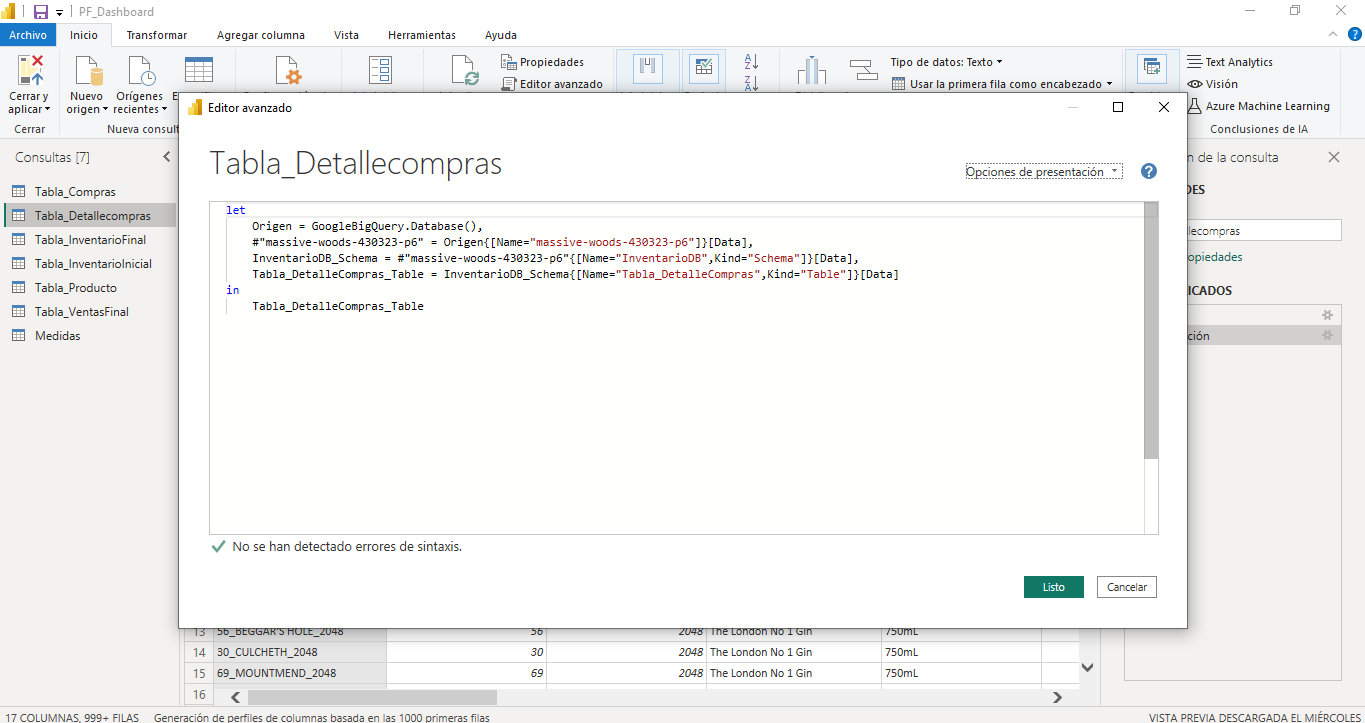 PF_Dashboard
Archivo Inicio Transformar Agregar columna Vista Herramientas Ayuda
Cerrar y aplicar
Cerrar
Nuevo origen
Orígenes recientes
Nueva consult
Propiedades
Editor avanzado
Tipo de datos: Texto
Usar la primera fila como encabezado
Text Analytics
Visión
Azure Machine Learning
Conclusiones de IA
Consultas [7]
Tabla_Compras
Tabla_Detallecompras
Tabla_InventarioFinal
Tabla_InventarioInicial
Tabla_Producto
Tabla_VentasFinal
Medidas
Editor avanzado
Tabla_Detallecompras
Opciones de presentación
let
Origen = GoogleBigQuery.Database(),
#"massive-woods-430323-p6" = Origen{[Name="massive-woods-430323-p6"]}[Data],
InventarioDB_Schema = #"massive-woods-430323-p6"{[Name="InventarioDB",Kind="Schema"]}[Data],
Tabla_DetalleCompras_Table = InventarioDB_Schema{[Name="Tabla_DetalleCompras",Kind="Table"]}[Data]
in
Tabla_DetalleCompras_Table
No se han detectado errores de sintaxis.
Listo Cancelar
n de la consulta
DES
lecompras
opiedades
ICADOS
ción
13 56_BEGGAR'S HOLE_2048 56 2048 The London No 1 Gin 750mL
14 30_CULCHETH_2048 30 2048 The London No 1 Gin 750mL
15 69_MOUNTMEND_2048 69 2048 The London No 1 Gin 750mL
16
17 COLUMNAS, 999+ FILAS Generación de perfiles de columnas basada en las 1000 primeras filas
VISTA PREVIA DESCARGADA EL MIÉRCOLES